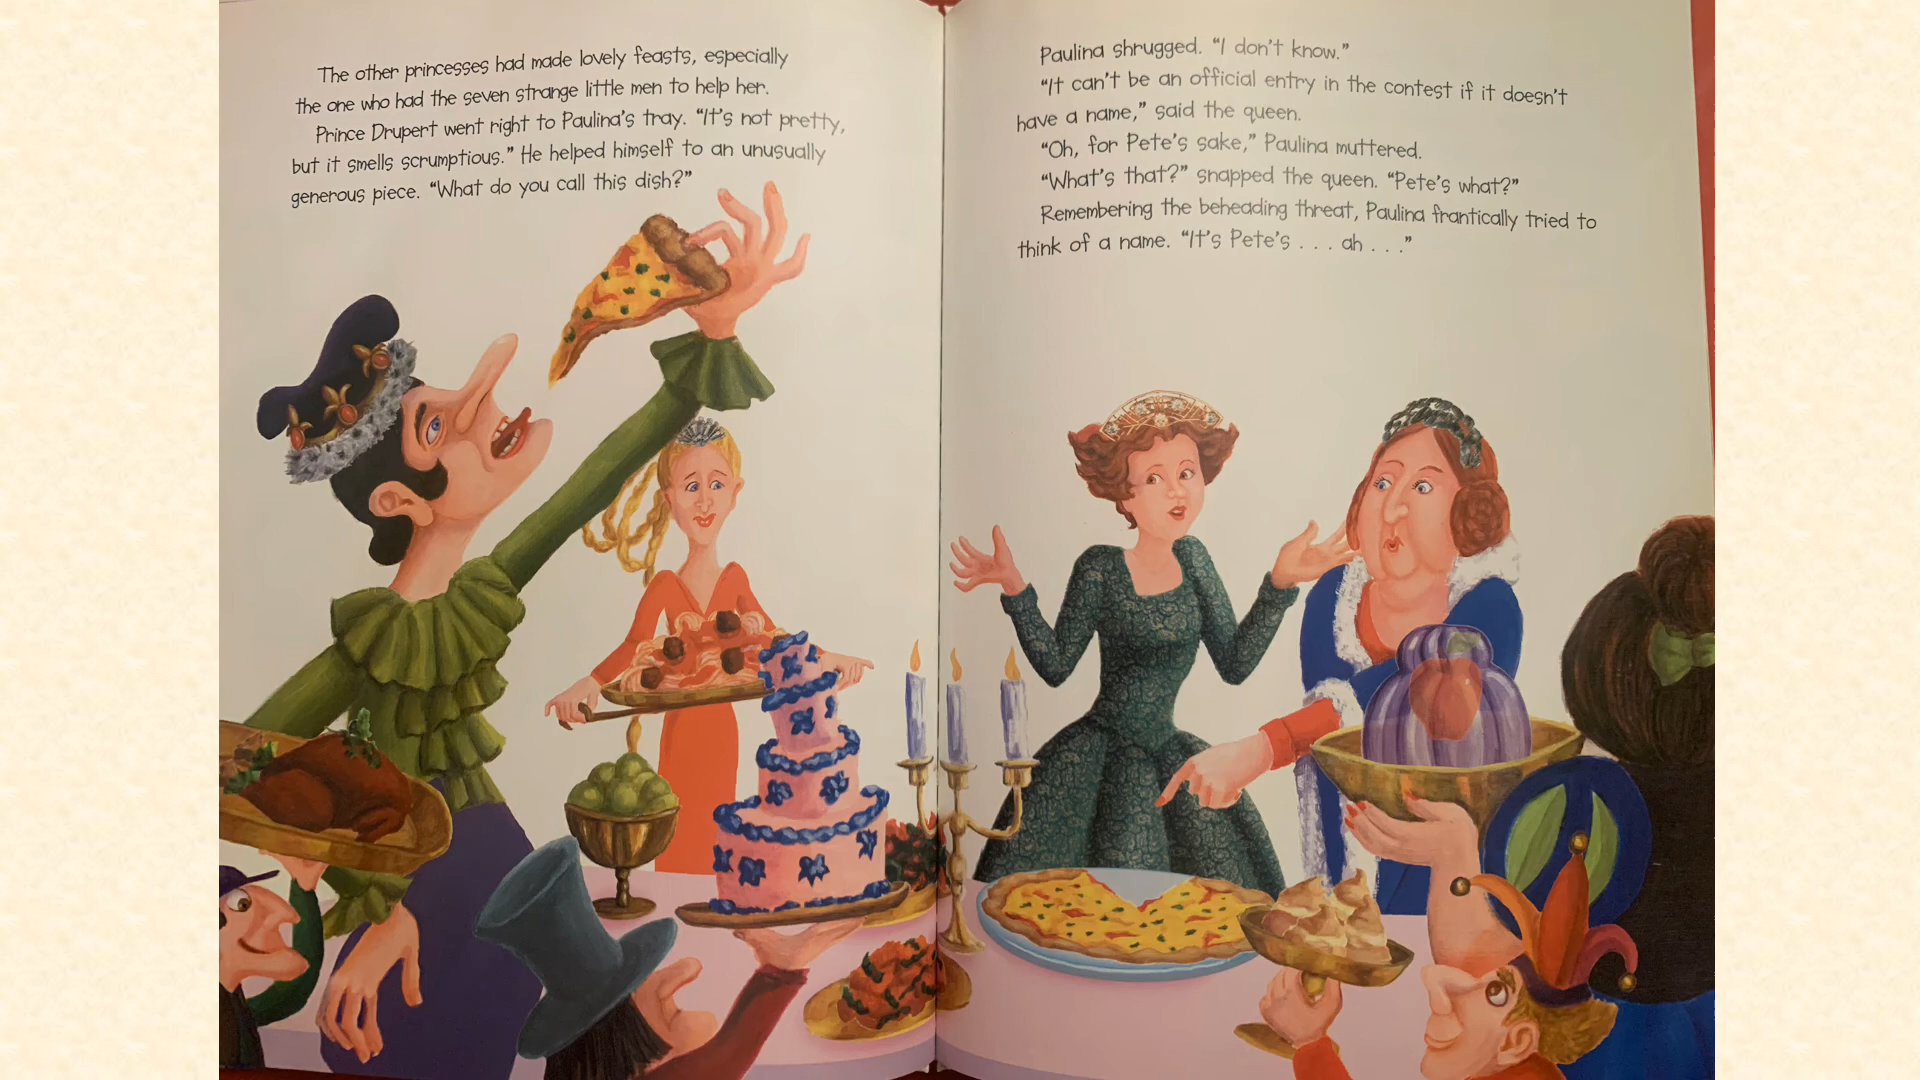 The other princesses had made lovely feasts, especially
the one who had the seven strange little men to help her.
Prince Drupert went right to Paulina's tray. "It's not pretty,
but it smells scrumptious." He helped himself to an unusually
generous piece. "What do you call this dish?"
Paulina shrugged. "I don't know."
"It can't be an official entry in the contest if it doesn't
have a name," said the queen.
"Oh, for Pete's sake," Paulina muttered.
"What's that?" snapped the queen. "Pete's what?"
Remembering the beheading threat, Paulina frantically tried to
think of a name. "It's Pete's . . . ah . . ."